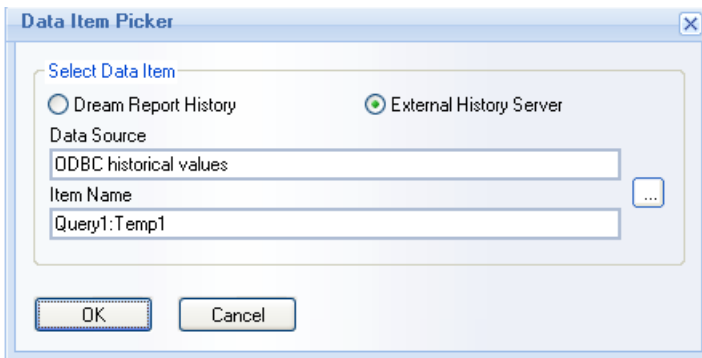 Data Item Picker
Select Data Item
Dream Report History External History Server
Data Source
ODBC historical values
Item Name
...
Query1:Temp1
OK Cancel